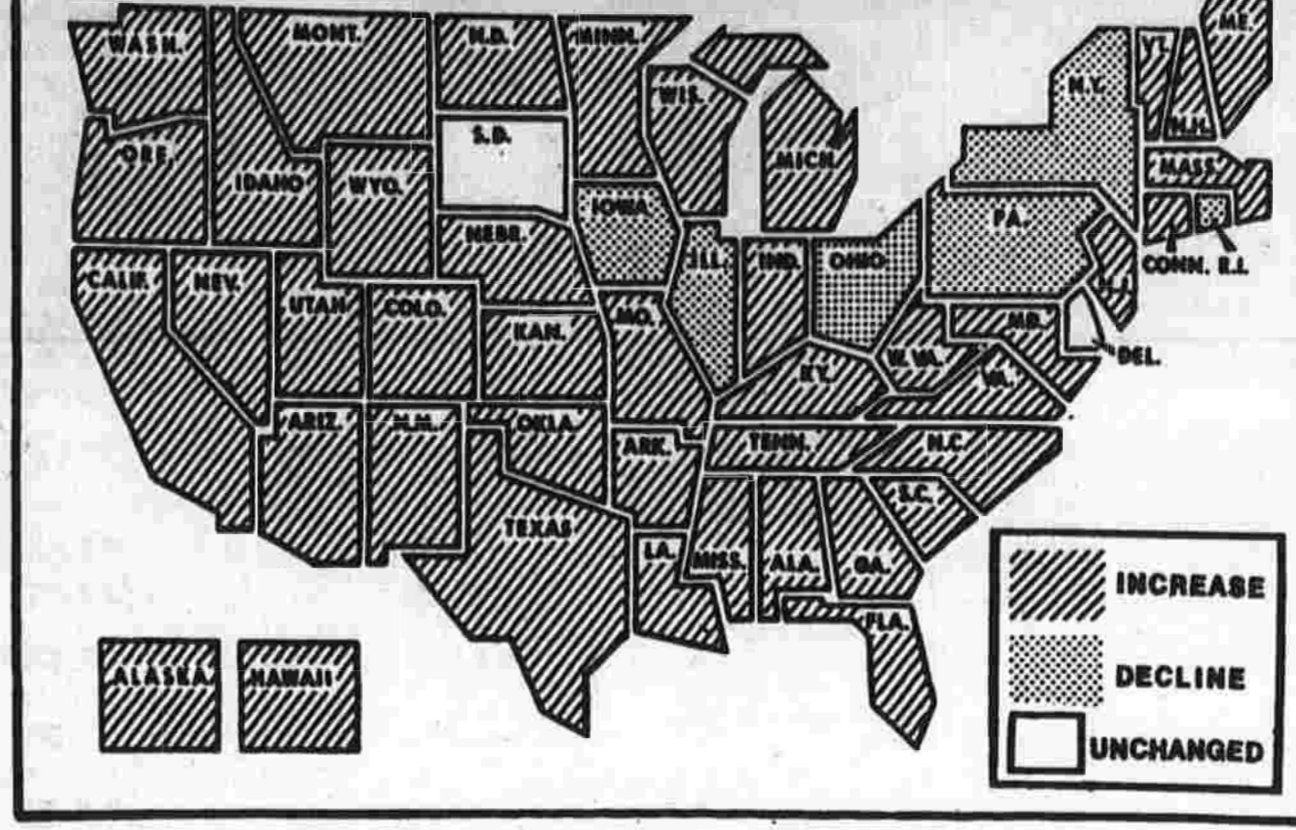 WASH.
MONT.
N.D.
MINN.
ME.
VT.
N.Y.
WIS.
S.D.
ORE.
N.H.
MICH.
MASS.
IDAHO
WYO.
IOWA
PA.
NEBR.
CONN. R.I.
ILL.
IND.
OHIO
N.J.
CALIF.
NEV.
UTAH
COLO.
MO.
MD.
KAN.
DEL.
W. VA.
KY.
VA.
ARIZ.
N.M.
OKLA.
ARK.
TENN.
N.C.
S.C.
TEXAS
LA.
MISS.
ALA.
GA.
FLA.
ALASKA
HAWAII
INCREASE
DECLINE
UNCHANGED